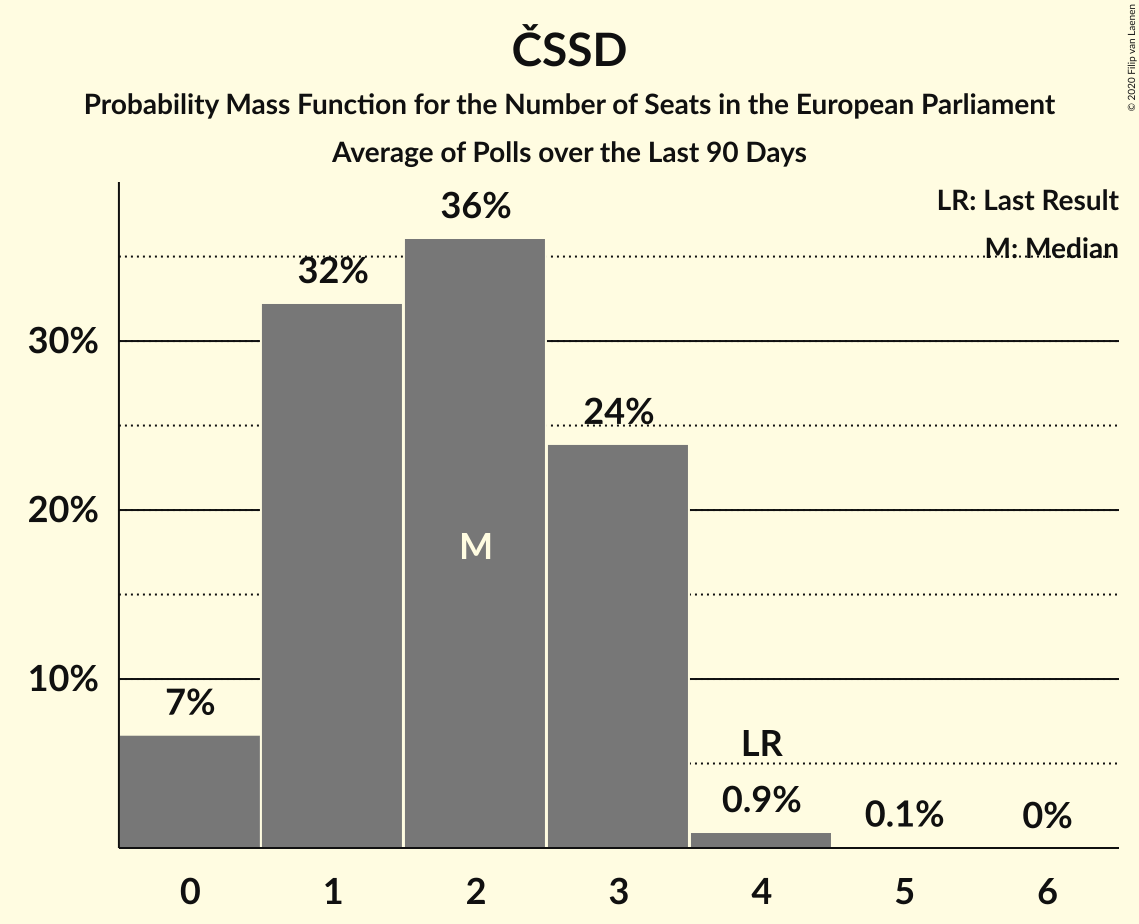 ČSSD
Probability Mass Function for the Number of Seats in the European Parliament
Average of Polls over the Last 90 Days
© 2020 Filip van Laenen
LR: Last Result
M: Median
36%
32%
30%
24%
20%
M
10%
7%
LR
0.9%
0.1%
0%
0 1 2 3 4 5 6